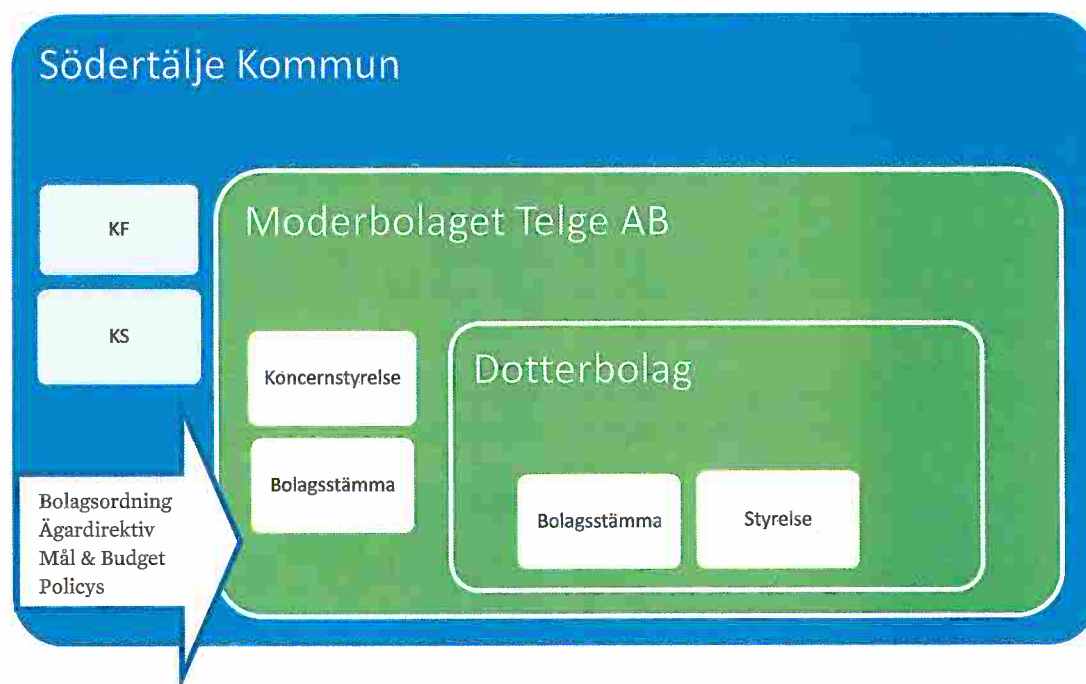 Södertälje Kommun
KF
KS
Bolagsordning
Ägardirektiv
Mål & Budget
Policys
Moderbolaget Telge AB
Koncernstyrelse
Bolagsstämma
Dotterbolag
Bolagsstämma
Styrelse